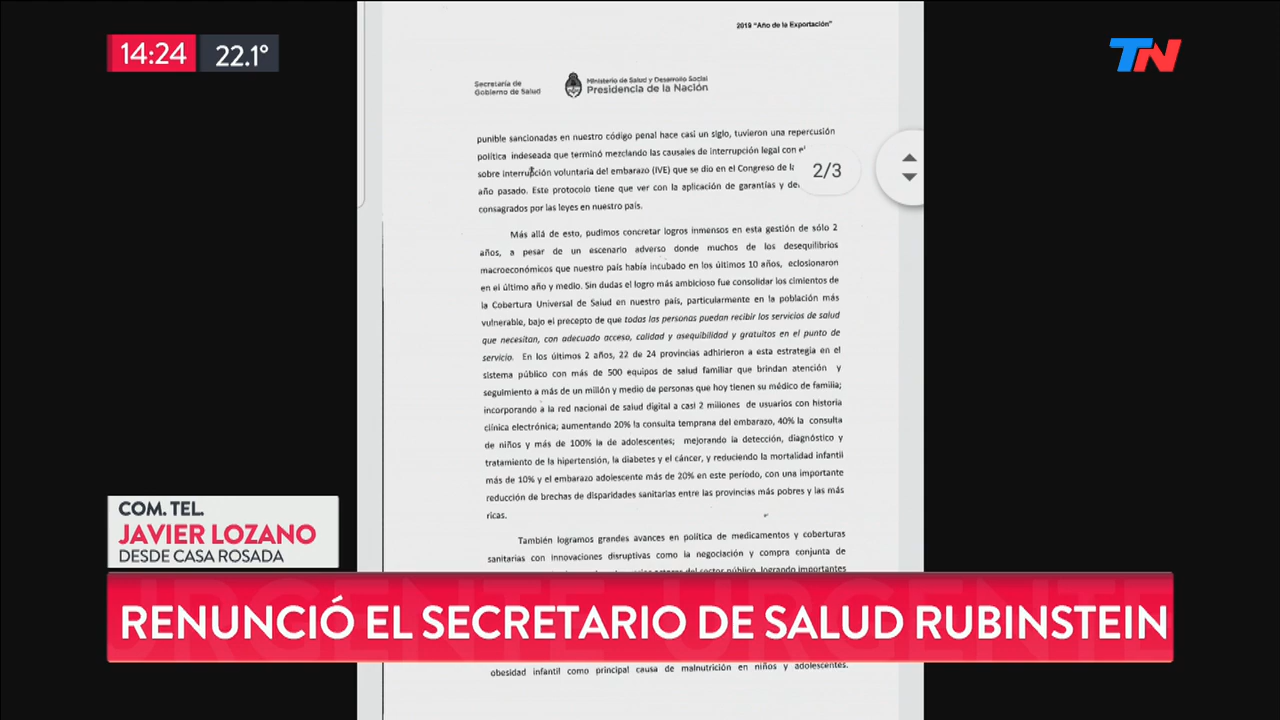 14:24
22.1°
TN
2019 "Año de la Exportación"
Secretaría de
Gobierno de Salud
Ministerio de Salud y Desarrollo Social
Presidencia de la Nación
punible sancionadas en nuestro código penal hace casi un siglo, tuvieron una repercusión
política indeseada que terminó mezclando las causales de interrupción legal con
sobre interrupción voluntaria del embarazo (IVE) que se dio en el Congreso de
año pasado. Este protocolo tiene que ver con la aplicación de garantías y
consagrados por las leyes en nuestro país.
2/3
Más allá de esto, pudimos concretar logros inmensos en esta gestión de sólo 2
años, a pesar de un escenario adverso donde muchos de los desequilibrios
macroeconómicos que nuestro país había incubado en los últimos 10 años, eclosionaron
en el último año y medio. Sin dudas el logro más ambicioso fue consolidar los cimientos de
la Cobertura Universal de Salud en nuestro país, particularmente en la población más
vulnerable, bajo el precepto de que todas las personas puedan recibir los servicios de salud
que necesitan, con adecuado acceso, calidad y asequibilidad y gratuitos en el punto de
servicio. En los últimos 2 años, 22 de 24 provincias adhirieron a esta estrategia en el
sistema público con más de 500 equipos de salud familiar que brindan atención y
seguimiento a más de un millón y medio de personas que hoy tienen su médico de familia;
incorporando a la red nacional de salud digital a casi 2 millones de usuarios con historia
clínica electrónica; aumentando 20% la consulta temprana del embarazo, 40% la consulta
de niños y más de 100% la de adolescentes; mejorando la detección, diagnóstico y
tratamiento de la hipertensión, la diabetes y el cáncer, y reduciendo la mortalidad infantil
más de 10% y el embarazo adolescente más de 20% en este período, con una importante
reducción de brechas de disparidades sanitarias entre las provincias más pobres y las más
ricas.
También logramos grandes avances en política de medicamentos y coberturas
sanitarias con innovaciones disruptivas como la negociación y compra conjunta de
del sector público, logrando importantes
COM. TEL.
JAVIER LOZANO
DESDE CASA ROSADA
URGENTE URGENTE
RENUNCIÓ EL SECRETARIO DE SALUD RUBINSTEIN
obesidad infantil como principal causa de malnutrición en niños y adolescentes.